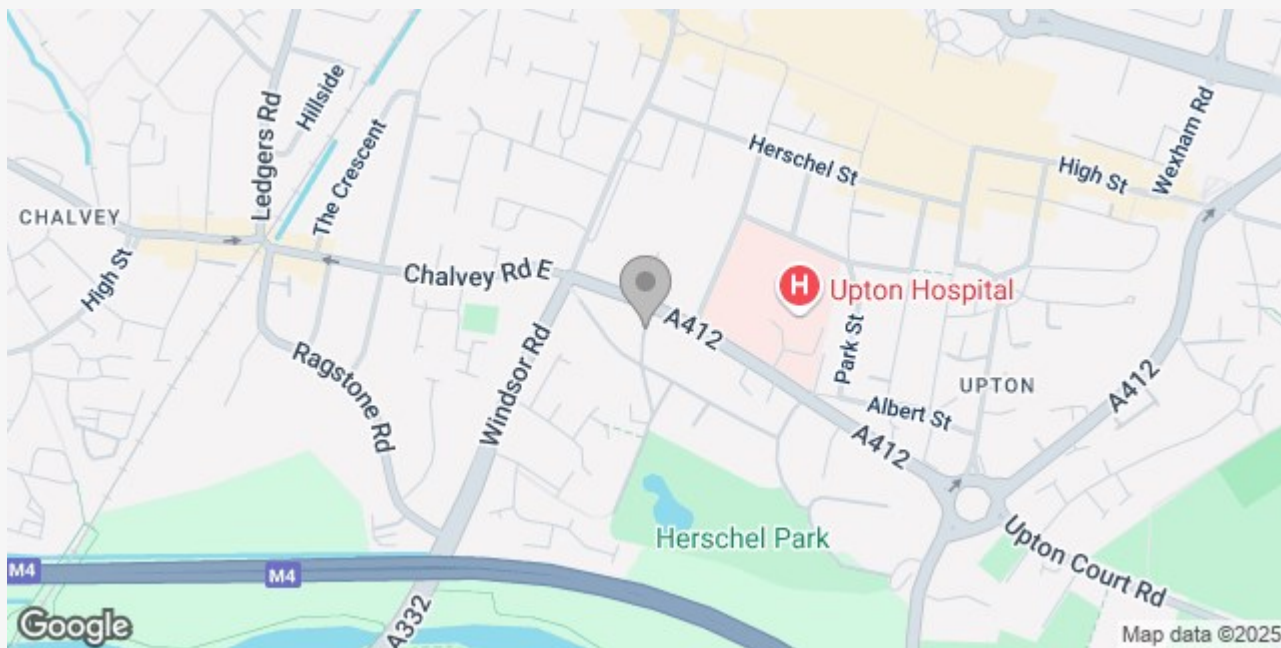 Ledgers Rd
Hillside
The Crescent
CHALVEY
High St
Chalvey Rd E
Ragstone Rd
Windsor Rd
A332
M4
M4
Herschel St
High St
Wexham Rd
H
Upton Hospital
A412
Park St
UPTON
Albert St
A412
A412
Herschel Park
Upton Court Rd
Google
Map data ©2025